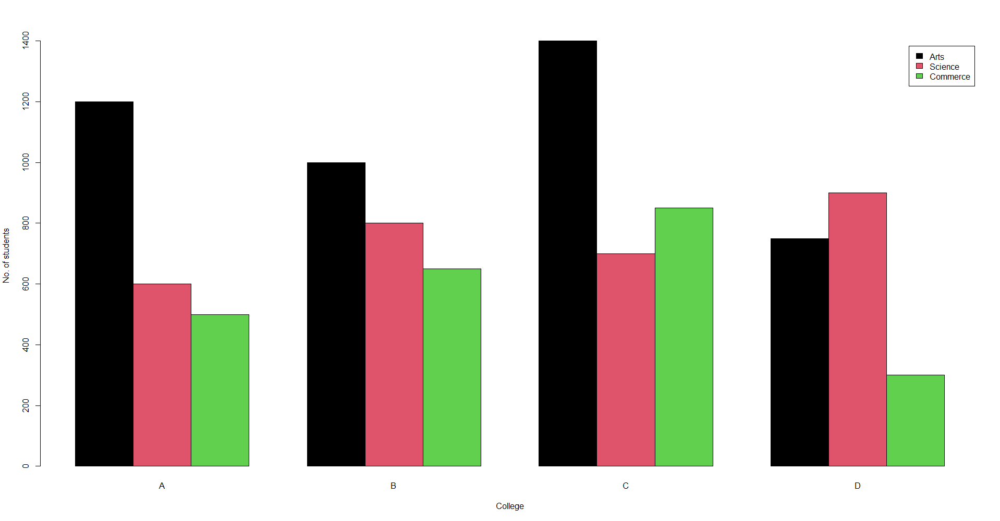 1400
1200
1000
800
600
400
200
0
No. of students
Arts
Science
Commerce
A
B
C
D
College